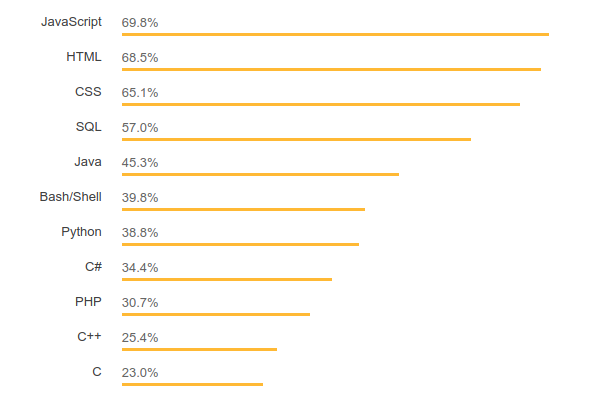 JavaScript 69.8%
HTML 68.5%
CSS 65.1%
SQL 57.0%
Java 45.3%
Bash/Shell 39.8%
Python 38.8%
C# 34.4%
PHP 30.7%
C++ 25.4%
C 23.0%